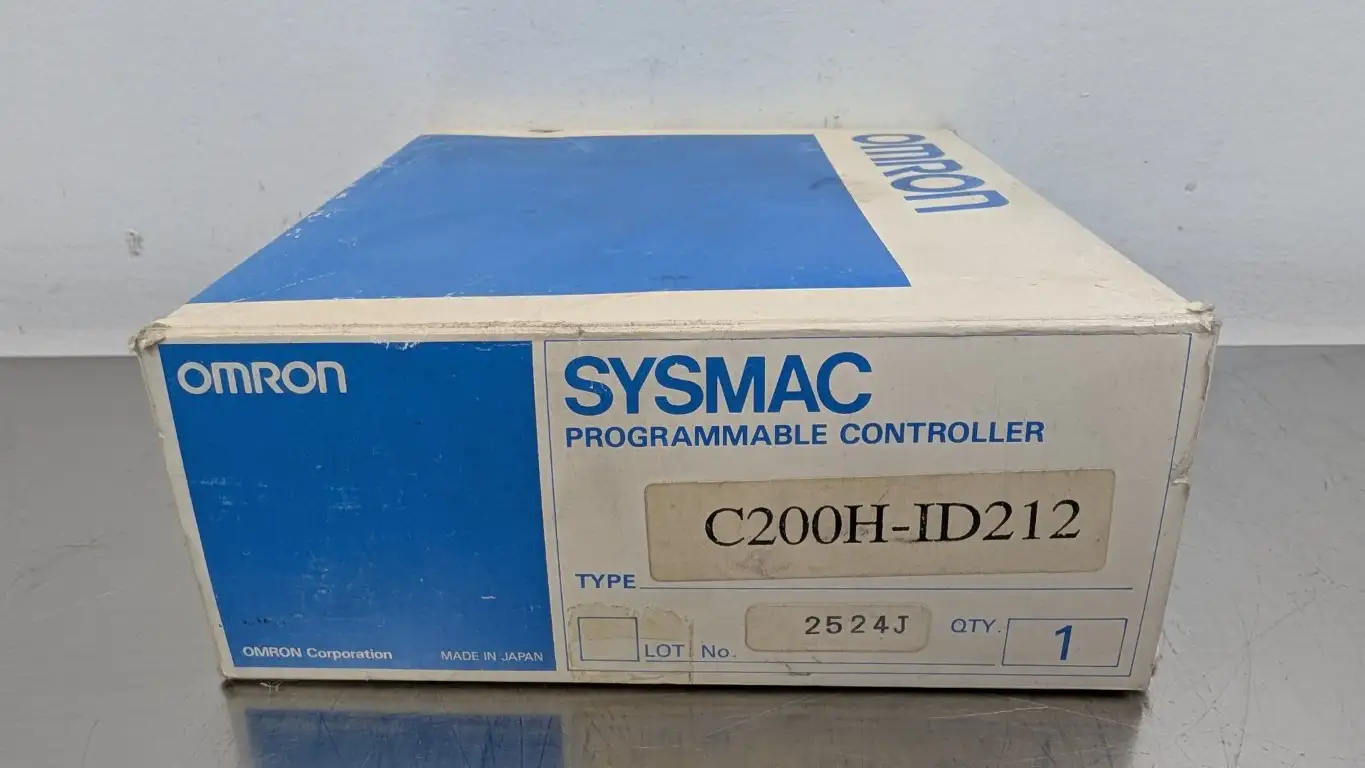 OMRON
OMRON
SYSMAC
PROGRAMMABLE CONTROLLER
C200H-ID212
TYPE
2524J
QTY. 1
LOT No.
OMRON Corporation
MADE IN JAPAN